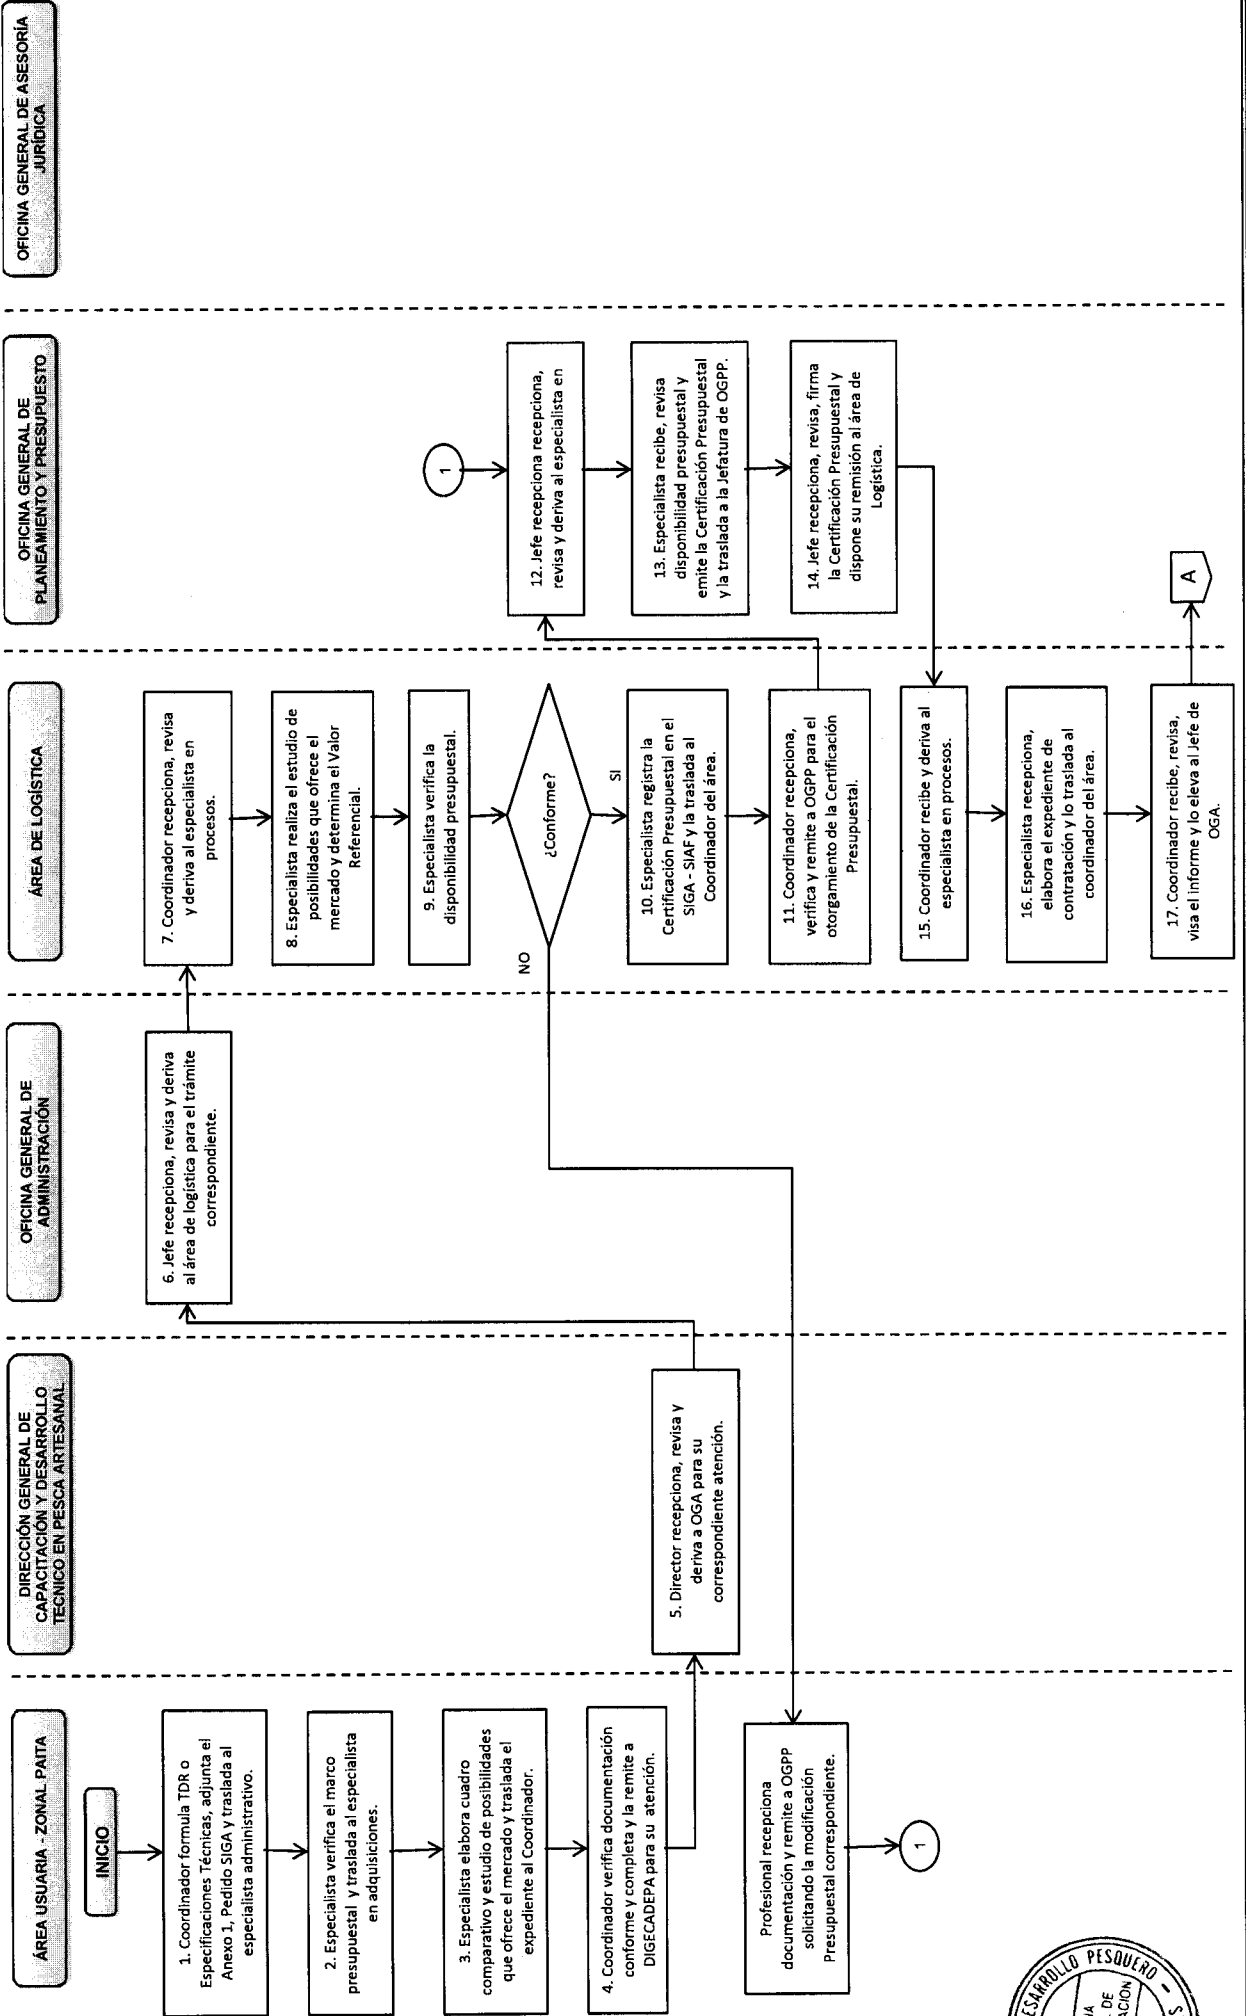 ÁREA USUARIA - ZONAL PAITA
INICIO
1. Coordinador formula TDR o
Especificaciones Técnicas, adjunta el
Anexo 1, Pedido SIGA y traslada al
especialista administrativo.
2. Especialista verifica el marco
presupuestal y traslada al especialista
en adquisiciones.
3. Especialista elabora cuadro
comparativo y estudio de posibilidades
que ofrece el mercado y traslada el
expediente al Coordinador.
4. Coordinador verifica documentación
conforme y completa y la remite a
DIGECADEPA para su atención.
Profesional recepciona
documentación y remite a OGPP
solicitando la modificación
Presupuestal correspondiente.
1
DIRECCIÓN GENERAL DE
CAPACITACIÓN Y DESARROLLO
TECNICO EN PESCA ARTESANAL
5. Director recepciona, revisa y
deriva a OGA para su
correspondiente atención.
OFICINA GENERAL DE
ADMINISTRACIÓN
6. Jefe recepciona, revisa y deriva
al área de logística para el trámite
correspondiente.
ÁREA DE LOGÍSTICA
7. Coordinador recepciona, revisa
y deriva al especialista en
procesos.
8. Especialista realiza el estudio de
posibilidades que ofrece el
mercado y determina el Valor
Referencial.
9. Especialista verifica la
disponibilidad presupuestal.
¿Conforme?
NO
SI
10. Especialista registra la
Certificación Presupuestal en el
SIGA - SIAF y la traslada al
Coordinador del área.
11. Coordinador recepciona,
verifica y remite a OGPP para el
otorgamiento de la Certificación
Presupuestal.
15. Coordinador recibe y deriva al
especialista en procesos.
16. Especialista recepciona,
elabora el expediente de
contratación y lo traslada al
coordinador del área.
17. Coordinador recibe, revisa,
visa el informe y lo eleva al Jefe de
OGA.
OFICINA GENERAL DE
PLANEAMIENTO Y PRESUPUESTO
1
12. Jefe recepciona recepciona,
revisa y deriva al especialista en
13. Especialista recibe, revisa
disponibilidad presupuestal y
emite la Certificación Presupuestal
y la traslada a la Jefatura de OGPP.
14. Jefe recepciona, revisa, firma
la Certificación Presupuestal y
dispone su remisión al área de
Logística.
A
OFICINA GENERAL DE ASESORÍA
JURÍDICA
PESQUERO -
DE